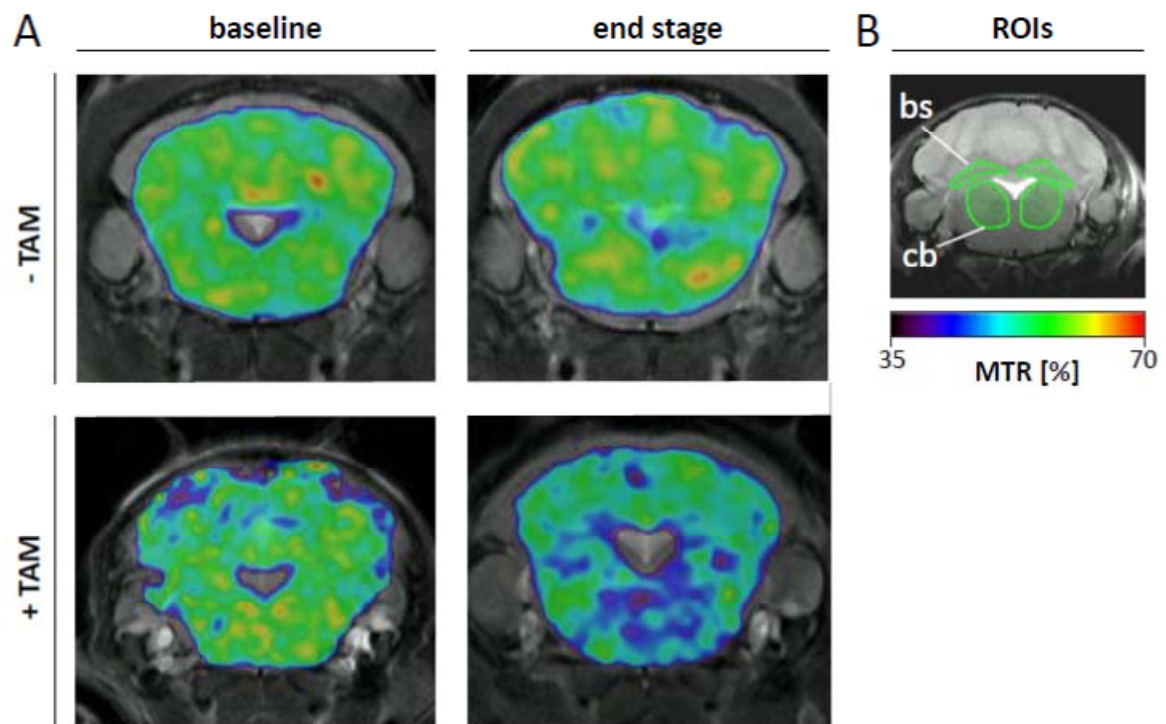 A
baseline
end stage
B
ROIs
- TAM
bs
cb
35
70
MTR [%]
+ TAM